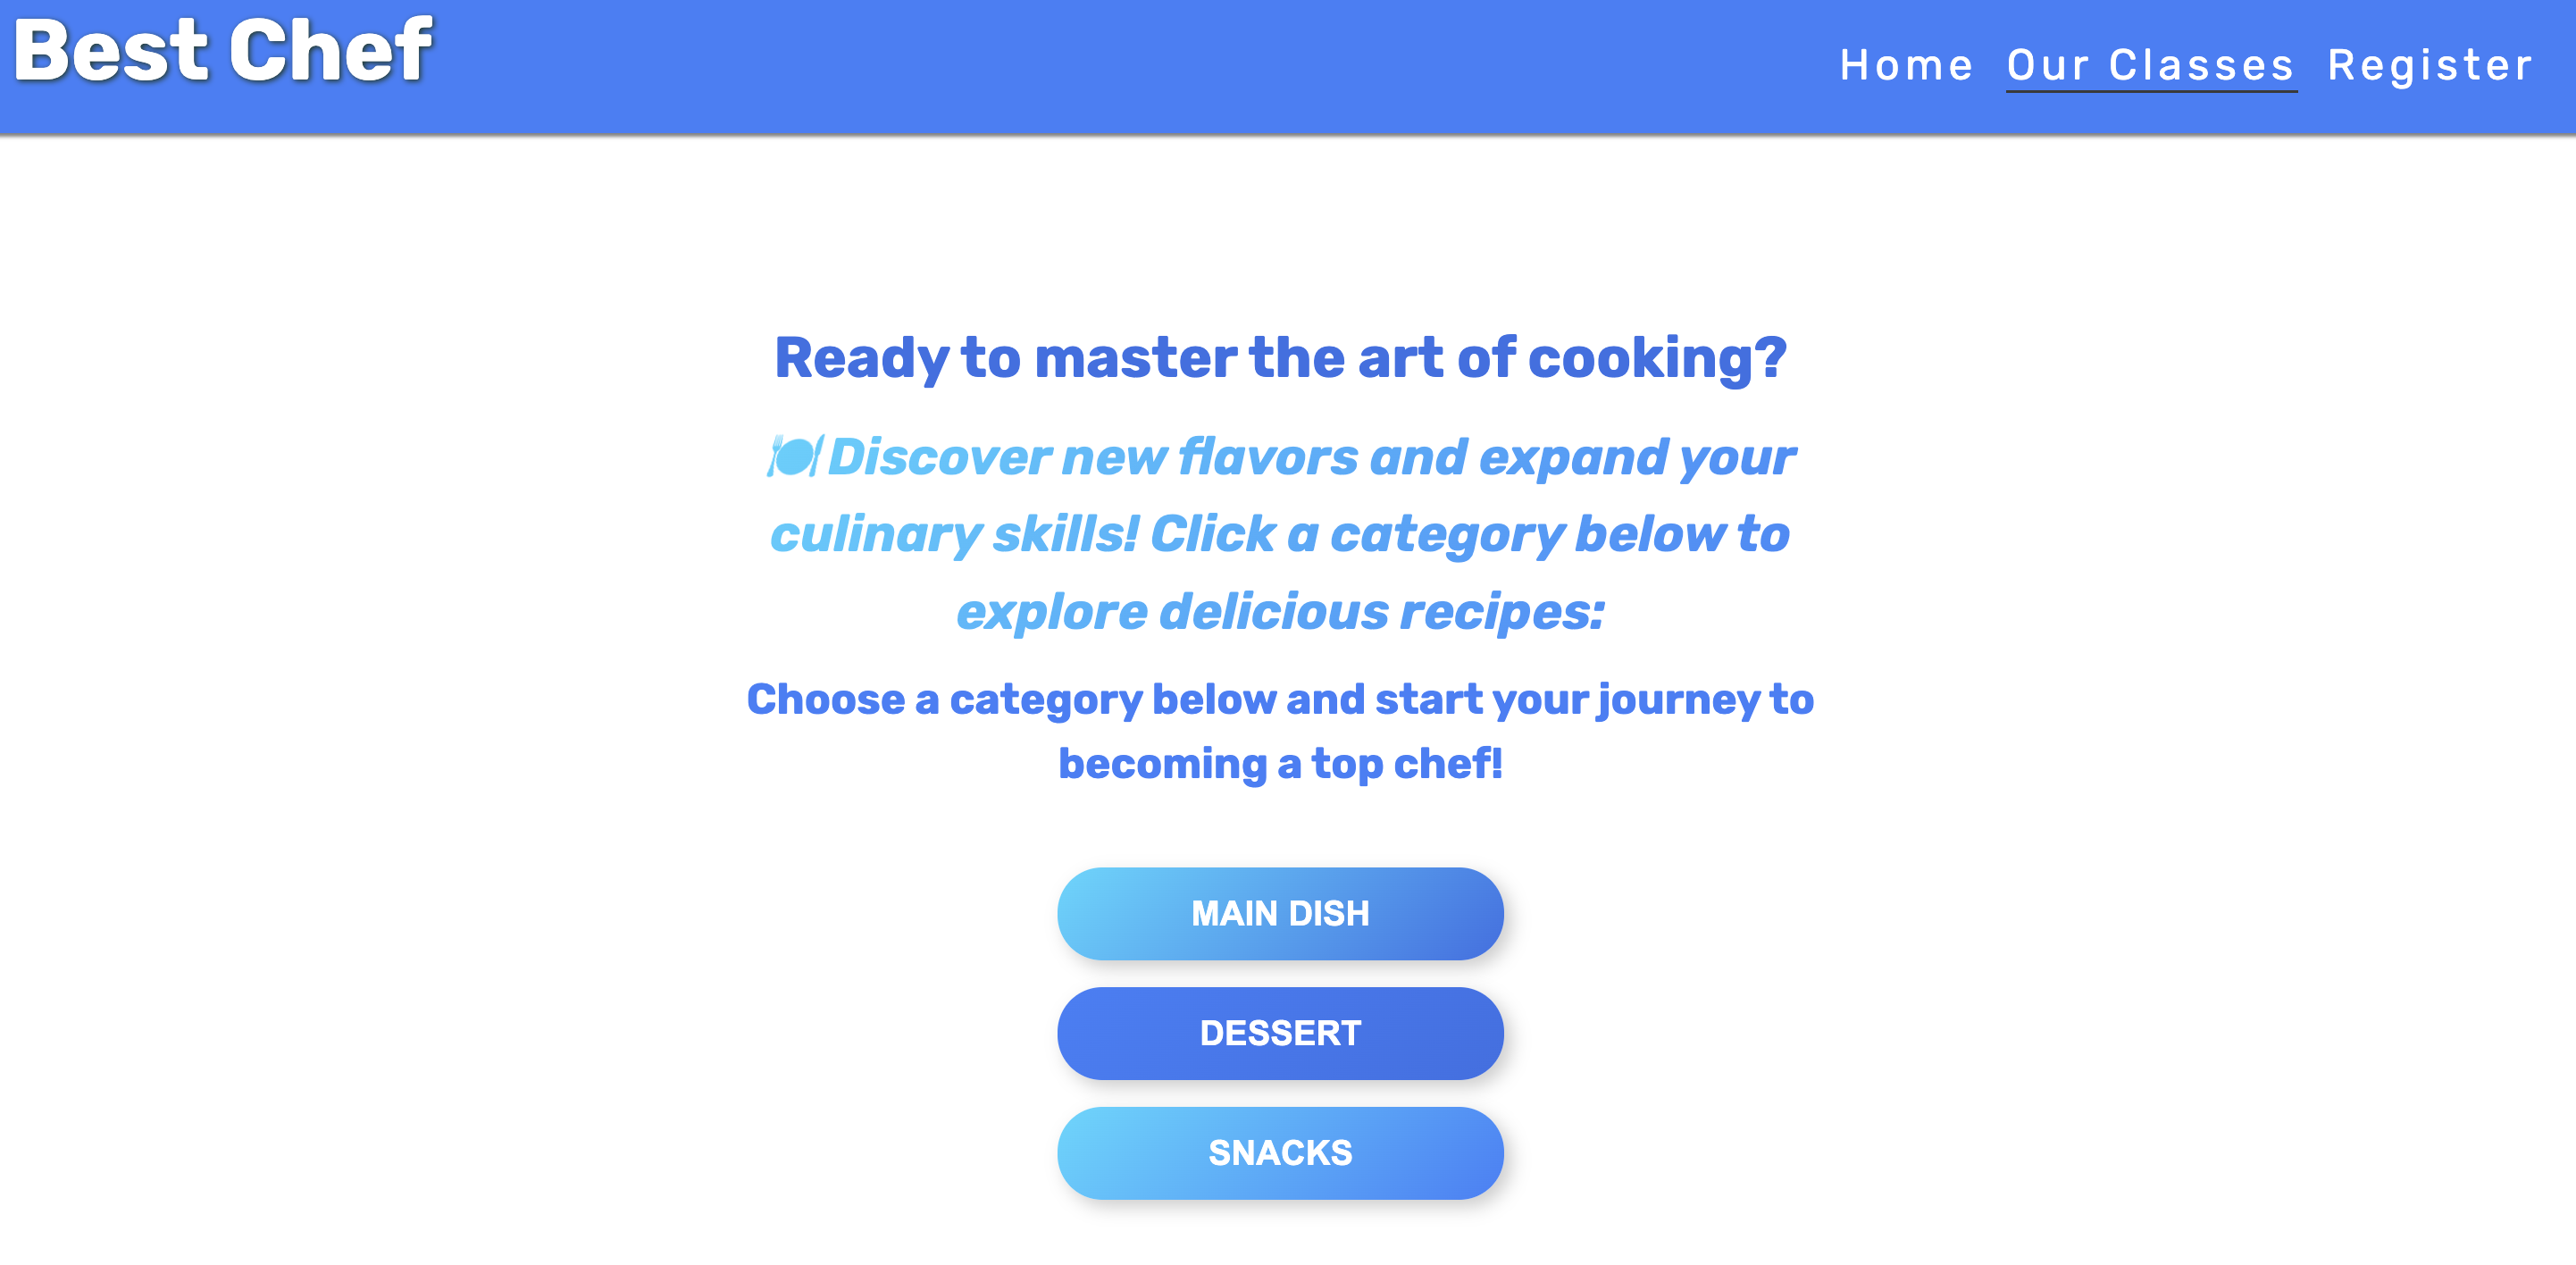 Best Chef
Home Our Classes Register
Ready to master the art of cooking?
🍽️ Discover new flavors and expand your
culinary skills! Click a category below to
explore delicious recipes:
Choose a category below and start your journey to
becoming a top chef!
MAIN DISH
DESSERT
SNACKS